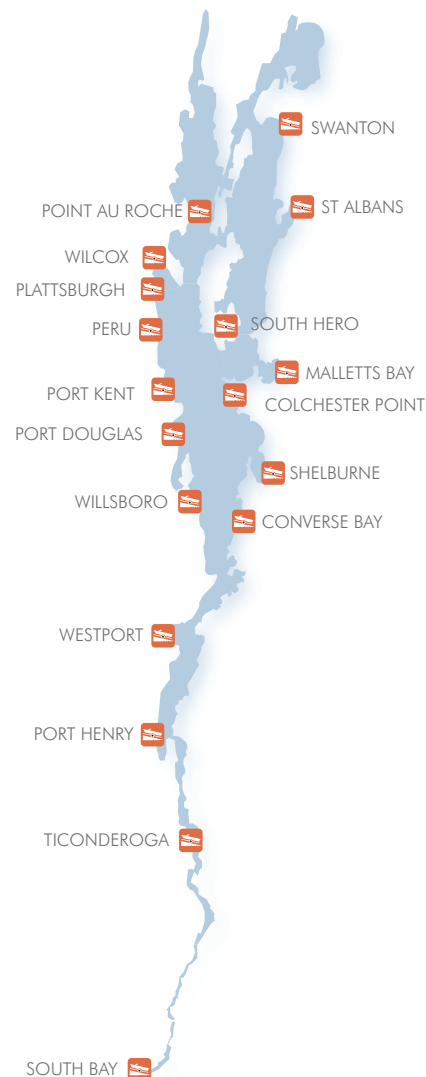 SWANTON
ST ALBANS
POINT AU ROCHE
WILCOX
PLATTSBURGH
PERU
SOUTH HERO
MALLETTS BAY
PORT KENT
COLCHESTER POINT
PORT DOUGLAS
SHELBURNE
WILLSBORO
CONVERSE BAY
WESTPORT
PORT HENRY
TICONDEROGA
SOUTH BAY